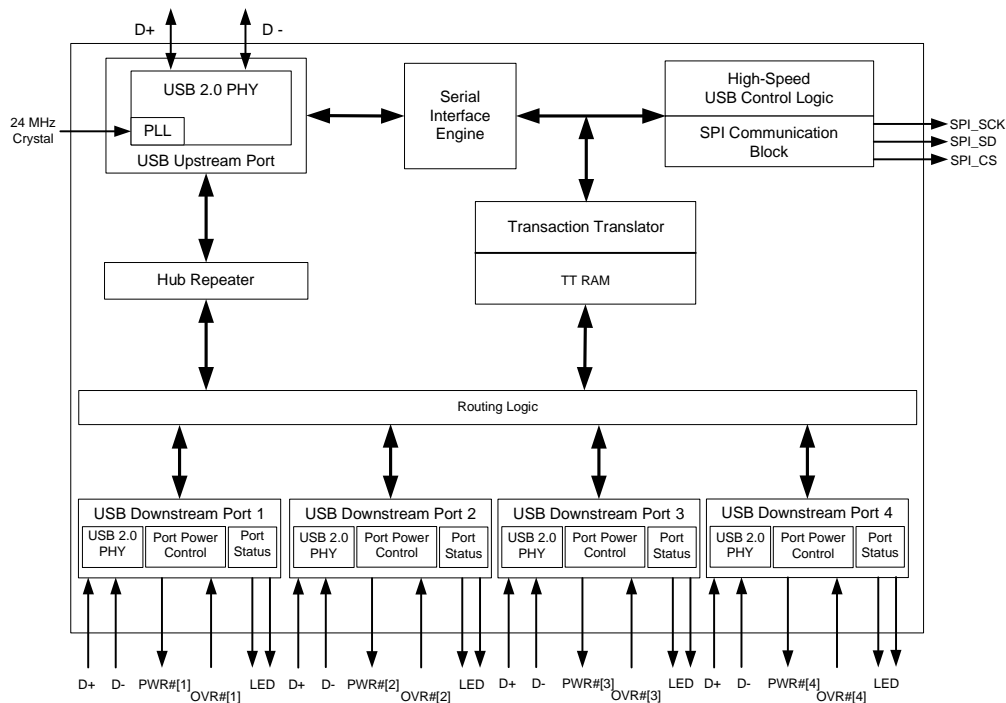 D+ D -
USB 2.0 PHY
PLL
24 MHz
Crystal
USB Upstream Port
Serial
Interface
Engine
High-Speed
USB Control Logic
SPI Communication
Block
SPI_SCK
SPI_SD
SPI_CS
Transaction Translator
TT RAM
Hub Repeater
Routing Logic
USB Downstream Port 1
USB 2.0
PHY
Port Power
Control
Port
Status
USB Downstream Port 2
USB 2.0
PHY
Port Power
Control
Port
Status
USB Downstream Port 3
USB 2.0
PHY
Port Power
Control
Port
Status
USB Downstream Port 4
USB 2.0
PHY
Port Power
Control
Port
Status
D+ D- PWR#[1] OVR#[1] LED
D+ D- PWR#[2] OVR#[2] LED
D+ D- PWR#[3] OVR#[3] LED
D+ D- PWR#[4] OVR#[4] LED